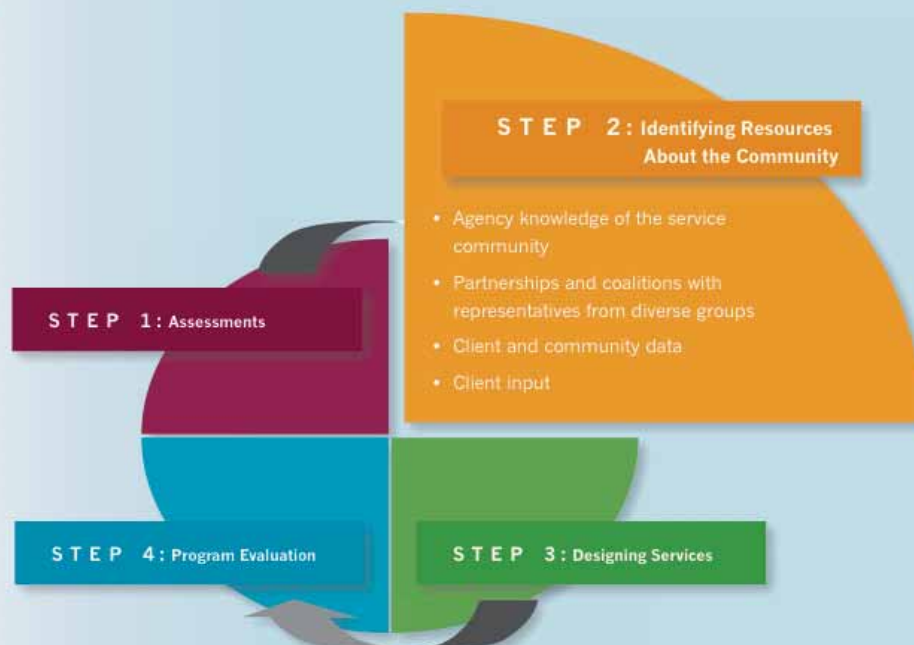 STEP 1: Assessments
STEP 2: Identifying Resources
About the Community
• Agency knowledge of the service
community
• Partnerships and coalitions with
representatives from diverse groups
• Client and community data
• Client input
STEP 3: Designing Services
STEP 4: Program Evaluation